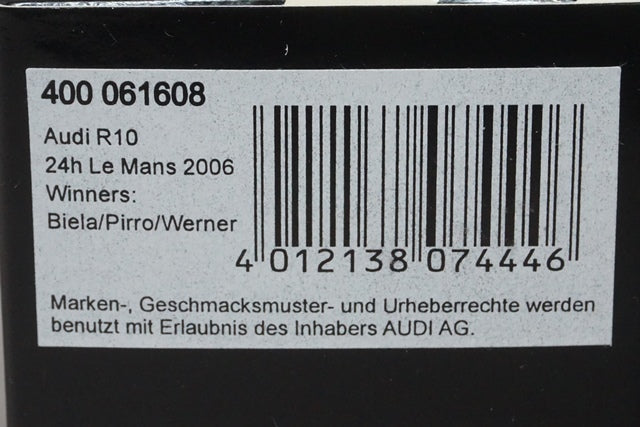 400 061608
Audi R10
24h Le Mans 2006
Winners:
Biela/Pirro/Werner
4 012138 074446
Marken-, Geschmacksmuster- und Urheberrechte werden
benutzt mit Erlaubnis des Inhabers AUDI AG.